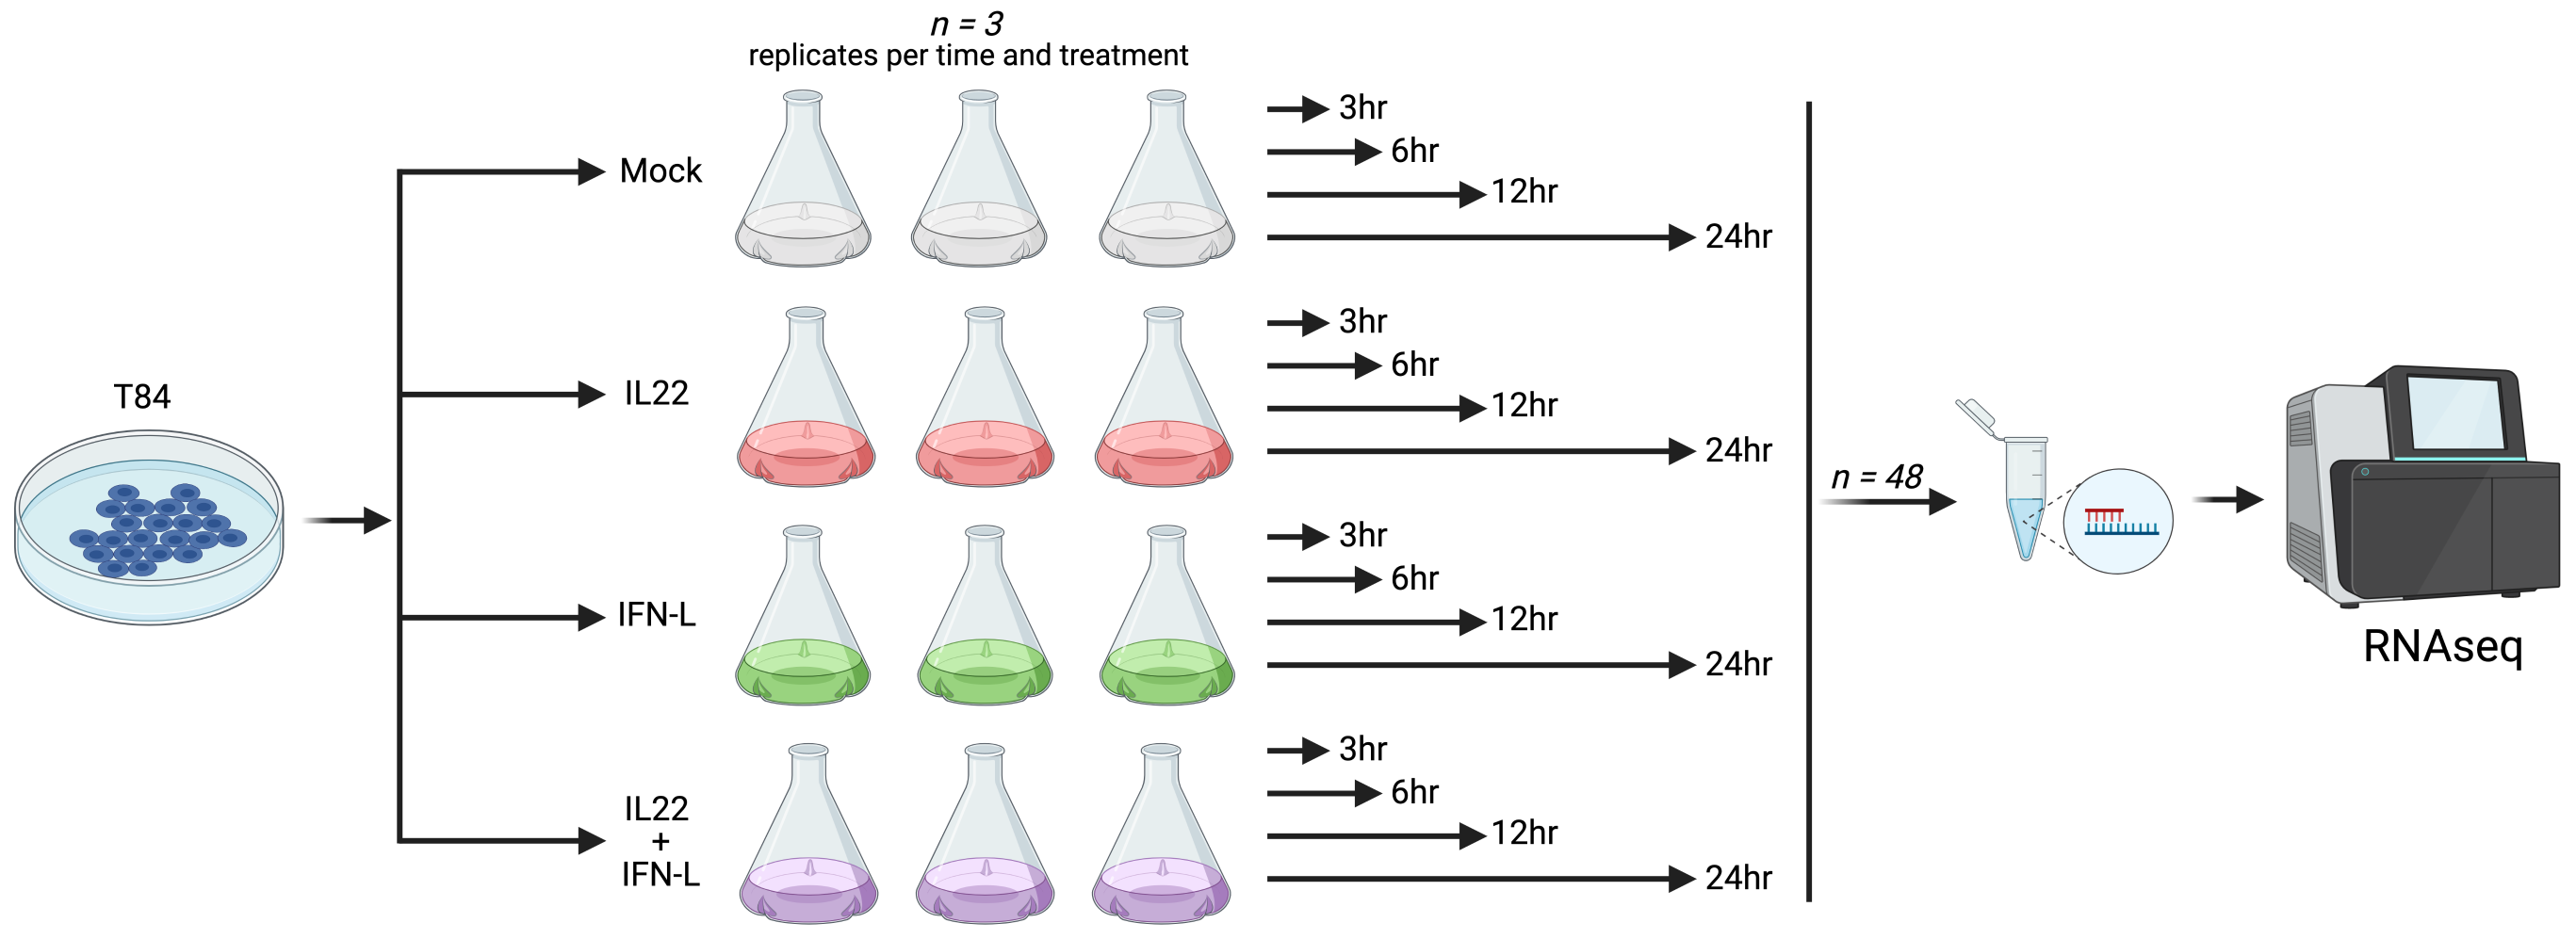 n = 3
replicates per time and treatment
T84
Mock
3hr
6hr
12hr
24hr
IL22
3hr
6hr
12hr
24hr
IFN-L
3hr
6hr
12hr
24hr
IL22
+
IFN-L
3hr
6hr
12hr
24hr
n = 48
RNAseq